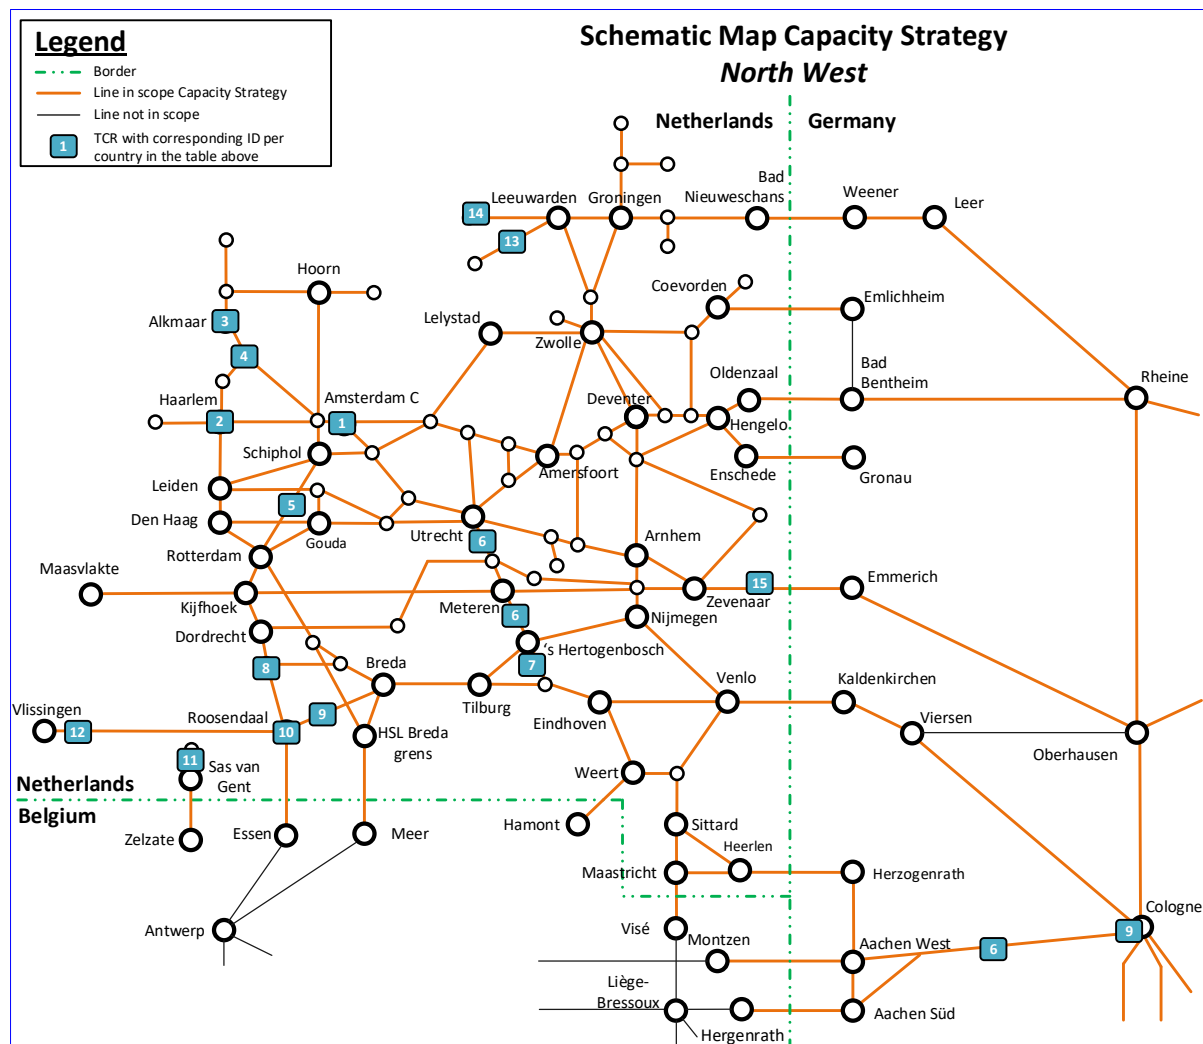 Legend
Border
Line in scope Capacity Strategy
Line not in scope
1
TCR with corresponding ID per
country in the table above
Schematic Map Capacity Strategy
North West
Netherlands
Germany
Bad
Nieuweschans
Leeuwarden
Groningen
Weener
Leer
14
13
Hoorn
Coevorden
Emlichheim
Alkmaar
3
Lelystad
Zwolle
4
Oldenzaal
Bad
Bentheim
Rheine
Haarlem
2
Amsterdam C
1
Deventer
Hengelo
Schiphol
Amersfoort
Enschede
Gronau
Leiden
5
Den Haag
Gouda
Utrecht
6
Rotterdam
Arnhem
Maasvlakte
Kijfhoek
Meteren
Zevenaar
15
Emmerich
6
Nijmegen
Dordrecht
's Hertogenbosch
8
7
Breda
Tilburg
Eindhoven
Venlo
Kaldenkirchen
Vlissingen
12
Roosendaal
9
10
HSL Breda
grens
Viersen
Oberhausen
11
Sas van
Gent
Weert
Netherlands
Belgium
Zelzate
Essen
Meer
Hamont
Sittard
Heerlen
Maastricht
Herzogenrath
Antwerp
Visé
Cologne
9
Montzen
Aachen West
6
Liège-
Bressoux
Hergenrath
Aachen Süd